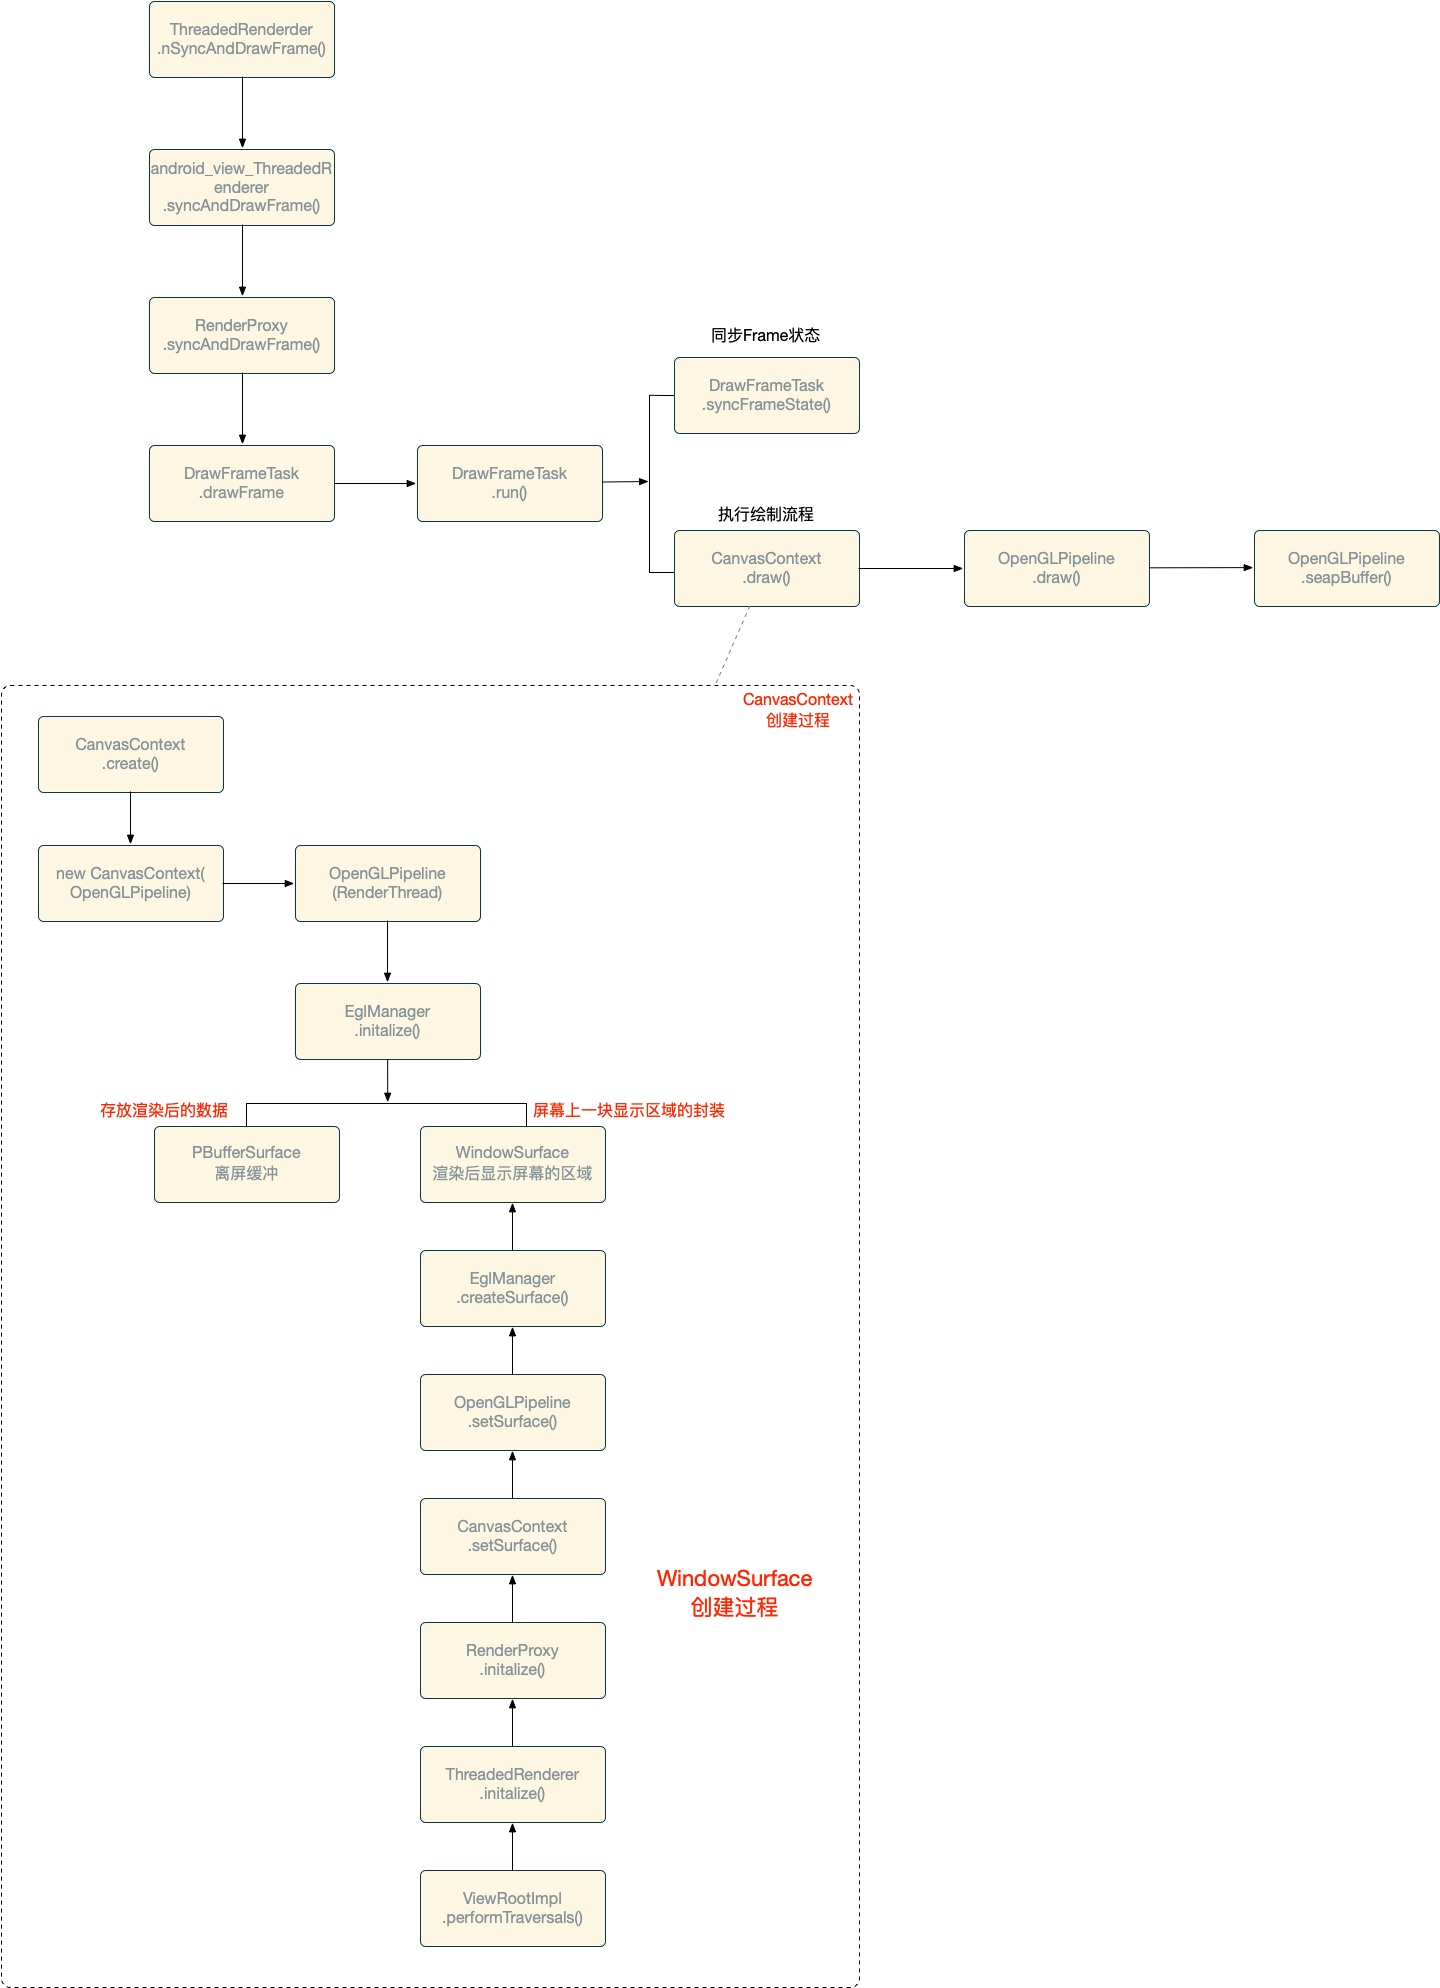 ThreadedRenderder
.nSyncAndDrawFrame()
android_view_ThreadedR
enderer
.syncAndDrawFrame()
RenderProxy
.syncAndDrawFrame()
同步Frame状态
DrawFrameTask
.syncFrameState()
DrawFrameTask
.drawFrame
DrawFrameTask
.run()
执行绘制流程
CanvasContext
.draw()
OpenGLPipeline
.draw()
OpenGLPipeline
.seapBuffer()
CanvasContext
创建过程
CanvasContext
.create()
new CanvasContext(
OpenGLPipeline)
OpenGLPipeline
(RenderThread)
EglManager
.initalize()
存放渲染后的数据
屏幕上一块显示区域的封装
PBufferSurface
离屏缓冲
WindowSurface
渲染后显示屏幕的区域
EglManager
.createSurface()
OpenGLPipeline
.setSurface()
CanvasContext
.setSurface()
WindowSurface
创建过程
RenderProxy
.initalize()
ThreadedRenderer
.initalize()
ViewRootImpl
.performTraversals()